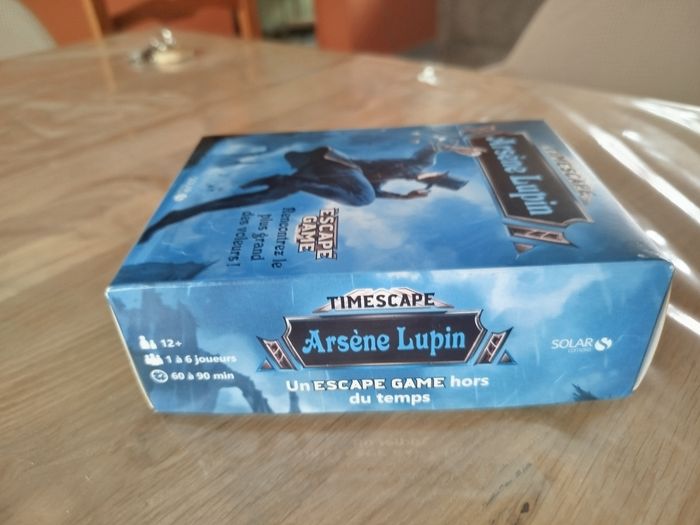 TIMESCAPE
Arsène Lupin
ESCAPE
GAME
Rencontrez le
plus grand
des voleurs !
TIMESCAPE
Arsène Lupin
12+
1 à 6 joueurs
60 à 90 min
Un ESCAPE GAME hors
du temps
SOLAR
ÉDITIONS